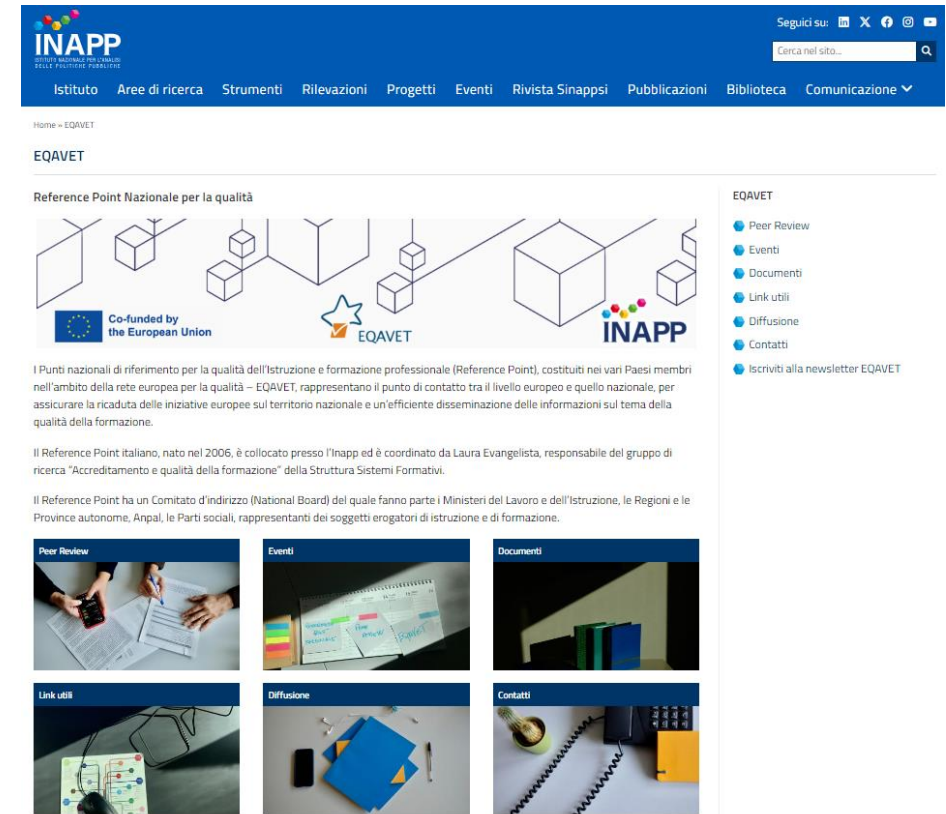 INAPP
ISTITUTO NAZIONALE PER L'ANALISI
DELLE POLITICHE PUBBLICHE
Seguici su:
Cerca nel sito...
Istituto Aree di ricerca Strumenti Rilevazioni Progetti Eventi Rivista Sinappsi Pubblicazioni Biblioteca Comunicazione
Home » EQAVET
EQAVET
Reference Point Nazionale per la qualità
Co-funded by
the European Union
EQAVET
INAPP
I Punti nazionali di riferimento per la qualità dell'Istruzione e formazione professionale (Reference Point), costituiti nei vari Paesi membri
nell'ambito della rete europea per la qualità – EQAVET, rappresentano il punto di contatto tra il livello europeo e quello nazionale, per
assicurare la ricaduta delle iniziative europee sul territorio nazionale e un'efficiente disseminazione delle informazioni sul tema della
qualità della formazione.
Il Reference Point italiano, nato nel 2006, è collocato presso l'Inapp ed è coordinato da Laura Evangelista, responsabile del gruppo di
ricerca "Accreditamento e qualità della formazione" della Struttura Sistemi Formativi.
Il Reference Point ha un Comitato d'indirizzo (National Board) del quale fanno parte i Ministeri del Lavoro e dell'Istruzione, le Regioni e le
Province autonome, Anpal, le Parti sociali, rappresentanti dei soggetti erogatori di istruzione e di formazione.
Peer Review
Eventi
EQAVET
Documenti
Link utili
Diffusione
Contatti
EQAVET
Peer Review
Eventi
Documenti
Link utili
Diffusione
Contatti
Iscriviti alla newsletter EQAVET